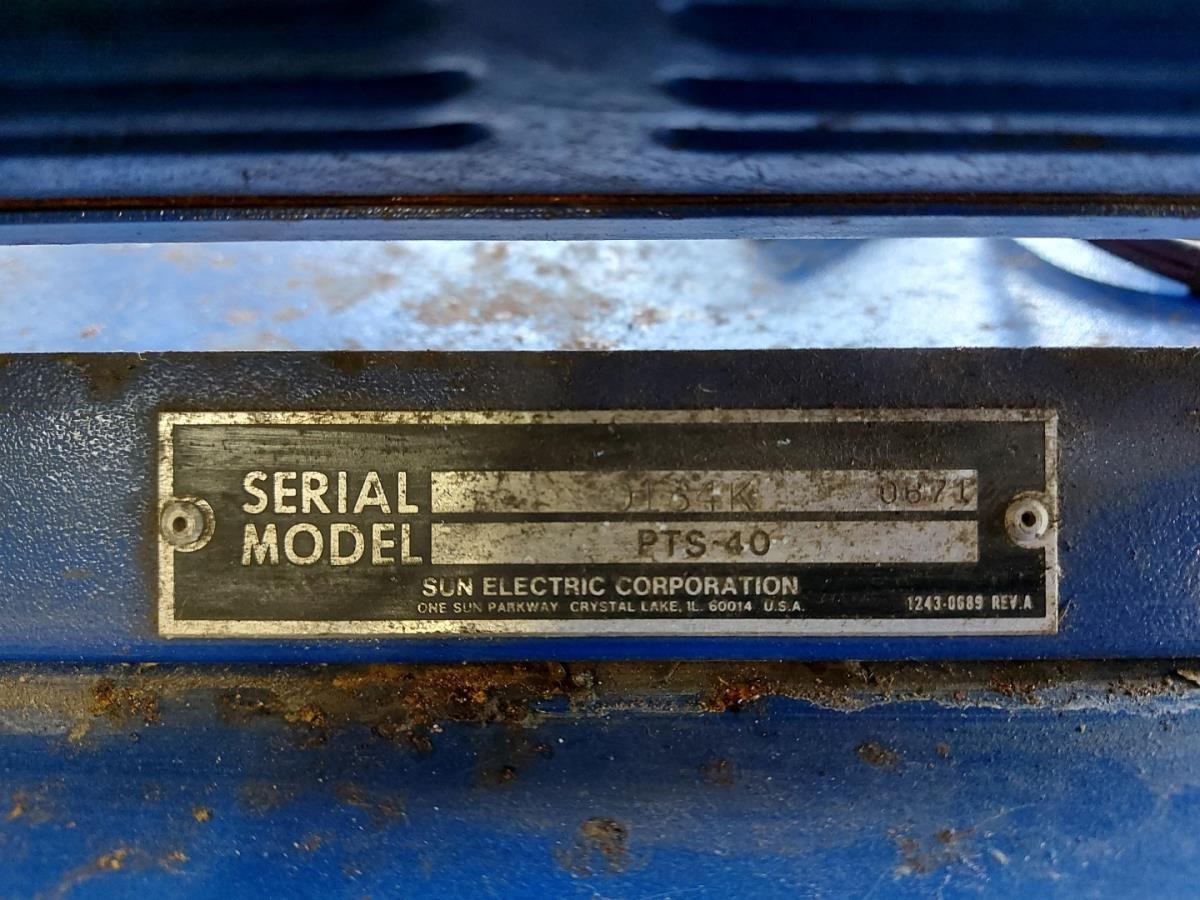 SERIAL 0871
MODEL PTS-40
SUN ELECTRIC CORPORATION
ONE SUN PARKWAY CRYSTAL LAKE, IL. 60014 U.S.A.
1243-0689 REV.A